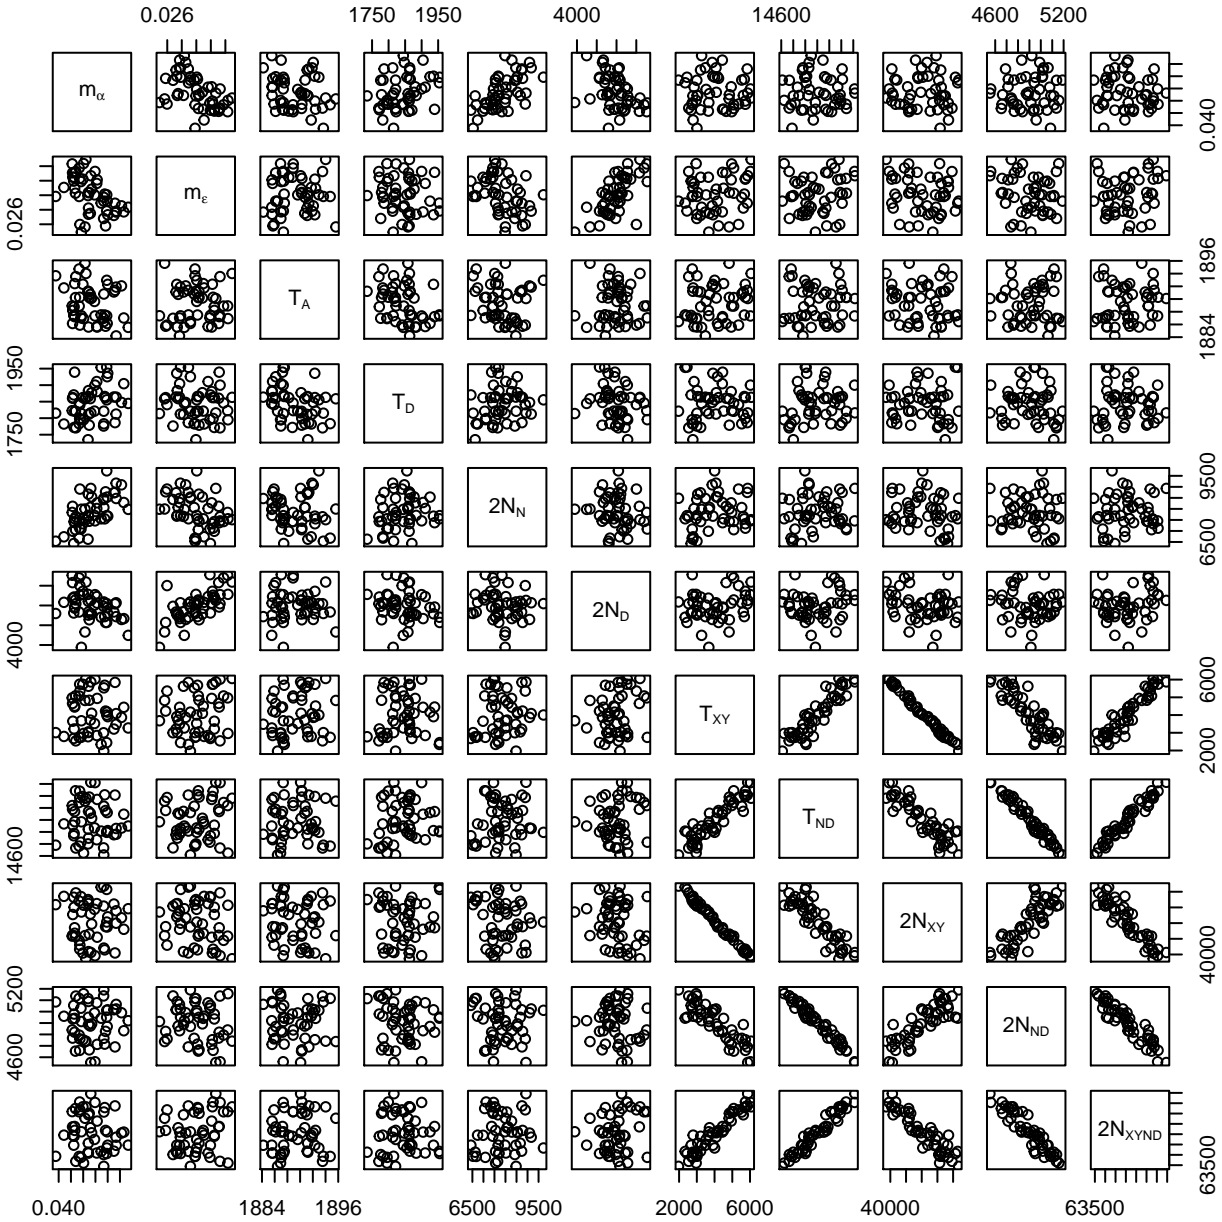 0.026 1750 1950 4000 14600 4600 5200
mα 0.040
0.026 mε
TA 1884 1896
1750 1950 TD
2NN 6500 9500
4000 2ND
TXY 2000 6000
14600 TND
2NXY 40000
4600 5200 2NND
2NXYND 63500
0.040 1884 1896 6500 9500 2000 6000 40000 63500